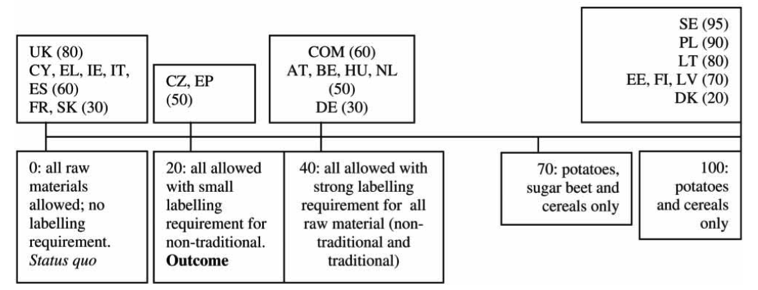 UK (80)
CY, EL, IE, IT,
ES (60)
FR, SK (30)
CZ, EP
(50)
COM (60)
AT, BE, HU, NL
(50)
DE (30)
SE (95)
PL (90)
LT (80)
EE, FI, LV (70)
DK (20)
0: all raw
materials
allowed; no
labelling
requirement.
Status quo
20: all allowed
with small
labelling
requirement for
non-traditional.
Outcome
40: all allowed with
strong labelling
requirement for all
raw material (non-
traditional and
traditional)
70: potatoes,
sugar beet and
cereals only
100:
potatoes
and cereals
only